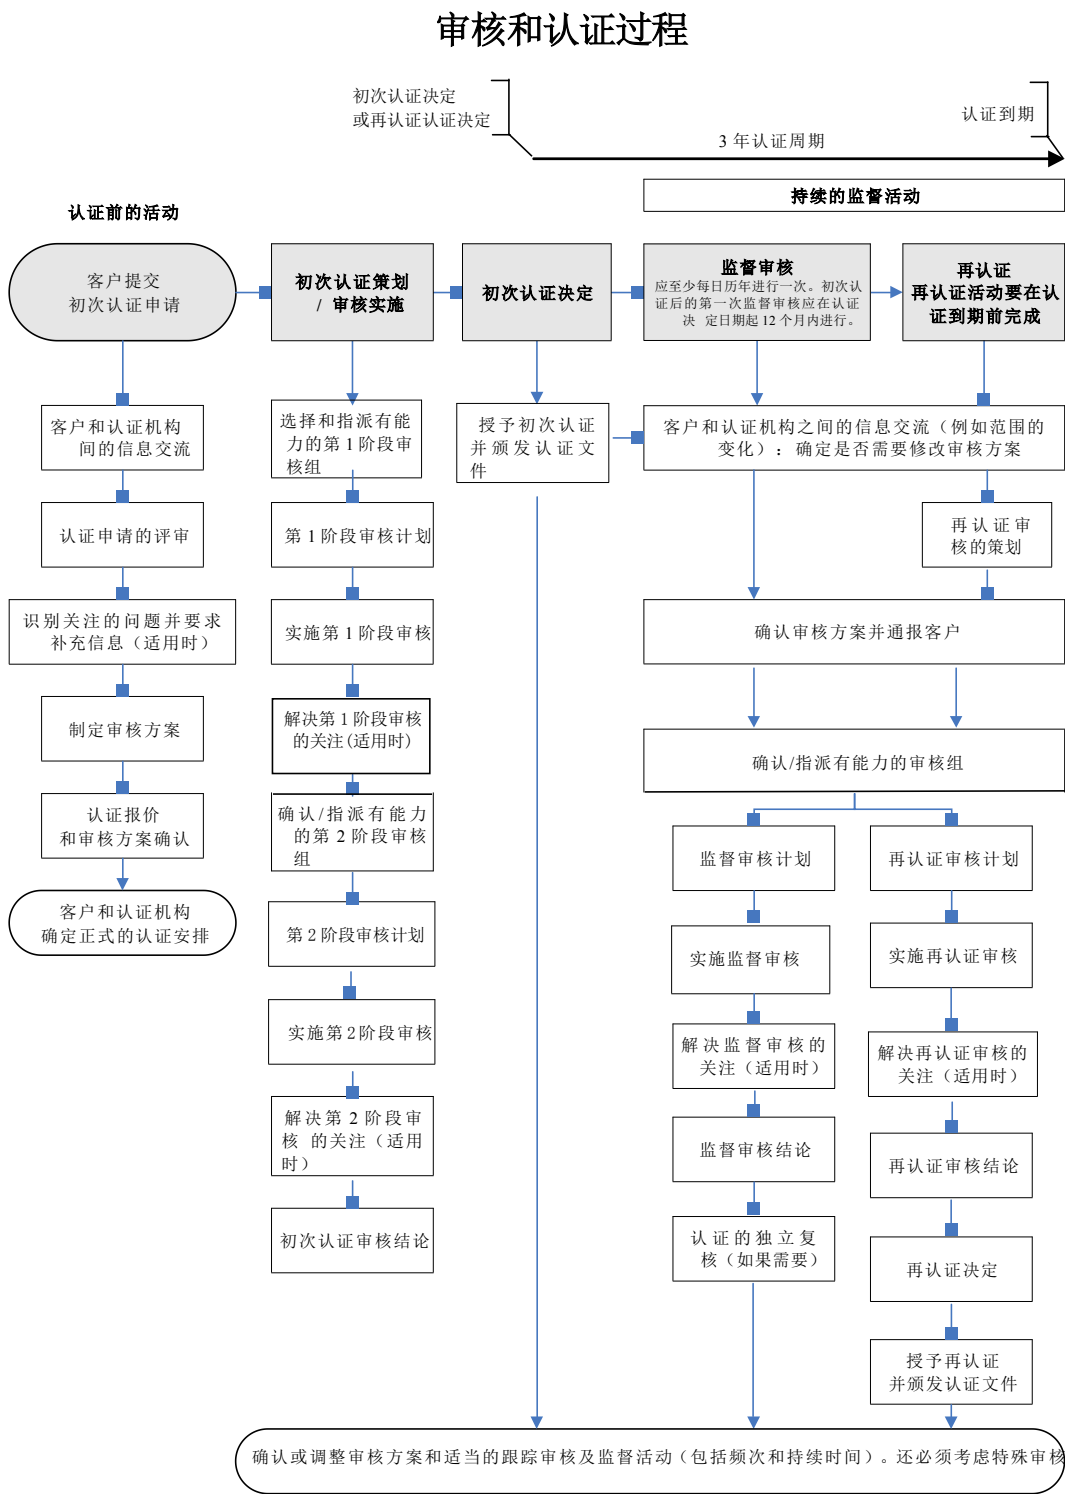 审核和认证过程
初次认证决定
或再认证认证决定
认证到期
3 年认证周期
持续的监督活动
认证前的活动
客户提交
初次认证申请
初次认证策划
/ 审核实施
初次认证决定
监督审核
应至少每日历年进行一次。初次认
证后的第一次监督审核应在认证
决 定日期起 12 个月内进行。
再认证
再认证活动要在认
证到期前完成
客户和认证机构
间的信息交流
认证申请的评审
识别关注的问题并要求
补充信息（适用时）
制定审核方案
认证报价
和审核方案确认
客户和认证机构
确定正式的认证安排
选择和指派有能
力的第 1 阶段审
核组
第 1 阶段审核计划
实施第 1 阶段审核
解决第 1 阶段审核
的关注(适用时)
确认/指派有能力
的第 2 阶段审核
组
第 2 阶段审核计划
实施第 2 阶段审核
解决第 2 阶段审
核 的关注（适用
时）
初次认证审核结论
授予初次认证
并颁发认证文
件
客户和认证机构之间的信息交流（例如范围的
变化）：确定是否需要修改审核方案
再认证审
核的策划
确认审核方案并通报客户
确认/指派有能力的审核组
监督审核计划
实施监督审核
解决监督审核的
关注（适用时）
监督审核结论
认证的独立复
核（如果需要）
再认证审核计划
实施再认证审核
解决再认证审核的
关注（适用时）
再认证审核结论
再认证决定
授予再认证
并颁发认证文件
确认或调整审核方案和适当的跟踪审核及监督活动（包括频次和持续时间）。还必须考虑特殊审核